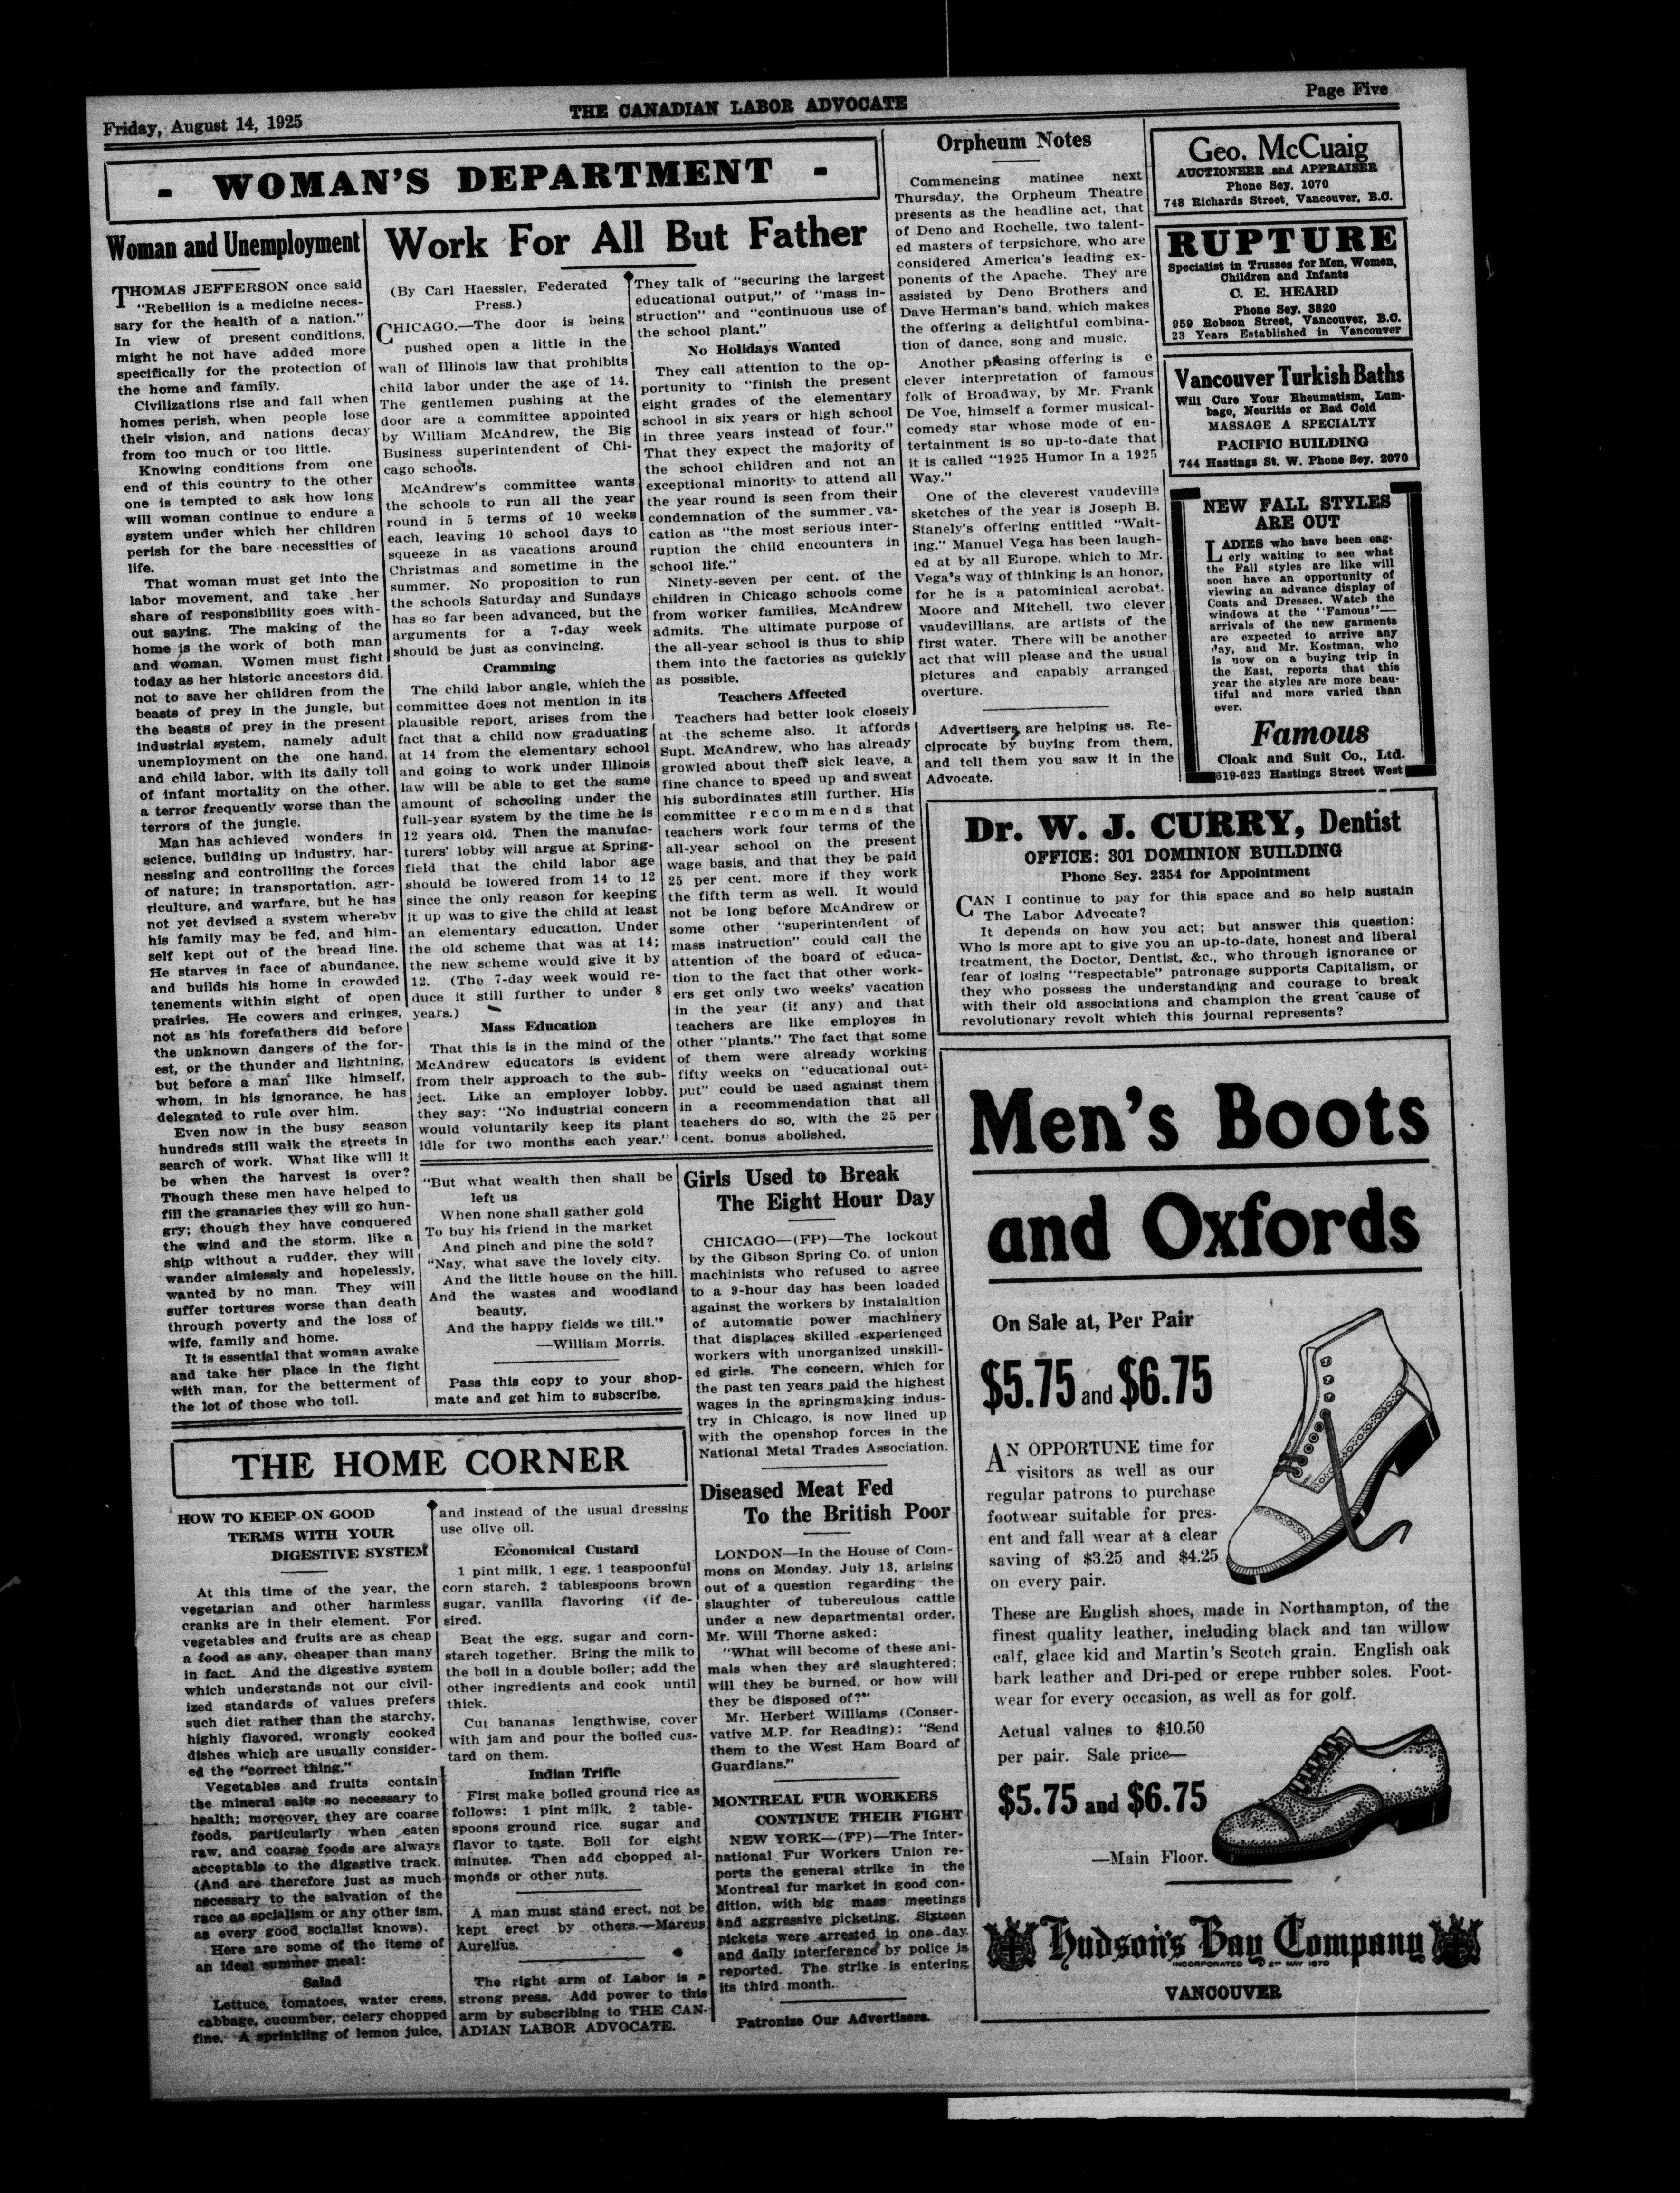 Friday, August 14, 1925
THE CANADIAN LABOR ADVOCATE
Page Five
- WOMAN'S DEPARTMENT -
Woman and Unemployment
THOMAS JEFFERSON once said
"Rebellion is a medicine neces-
sary for the health of a nation."
In view of present conditions,
might he not have added more
specifically for the protection of
the home and family.
Civilizations rise and fall when
homes perish, when people lose
their vision, and nations decay
from too much or too little.
Knowing conditions from one
end of this country to the other
one is tempted to ask how long
will woman continue to endure a
system under which her children
perish for the bare necessities of
life.
That woman must get into the
labor movement, and take her
share of responsibility goes with-
out saying. The making of the
home is the work of both man
and woman. Women must fight
today as her historic ancestors did,
not to save her children from the
beasts of prey in the jungle, but
the beasts of prey in the present
industrial system, namely adult
unemployment on the one hand,
and child labor, with its daily toll
of infant mortality on the other,
a terror frequently worse than the
terrors of the jungle.
Man has achieved wonders in
science, building up industry, har-
nessing and controlling the forces
of nature; in transportation, agr-
riculture, and warfare, but he has
not yet devised a system whereby
his family may be fed, and him-
self kept out of the bread line.
He starves in face of abundance,
and builds his home in crowded
tenements within sight of open
prairies. He cowers and cringes,
not as his forefathers did before
the unknown dangers of the for-
est, or the thunder and lightning,
but before a man like himself,
whom, in his ignorance, he has
delegated to rule over him.
Even now in the busy season
hundreds still walk the streets in
search of work. What like will it
be when the harvest is over?
Though these men have helped to
fill the granaries they will go hun-
gry; though they have conquered
the wind and the storm, like a
ship without a rudder, they will
wander aimlessly and hopelessly,
wanted by no man. They will
suffer tortures worse than death
through poverty and the loss of
wife, family and home.
It is essential that woman awake
and take her place in the fight
with man, for the betterment of
the lot of those who toil.
Work For All But Father
(By Carl Haessler, Federated
Press.)
CHICAGO.—The door is being
pushed open a little in the
wall of Illinois law that prohibits
child labor under the age of 14.
The gentlemen pushing at the
door are a committee appointed
by William McAndrew, the Big
Business superintendent of Chi-
cago schools.
McAndrew's committee wants
the schools to run all the year
round in 5 terms of 10 weeks
each, leaving 10 school days to
squeeze in as vacations around
Christmas and sometime in the
summer. No proposition to run
the schools Saturday and Sundays
has so far been advanced, but the
arguments for a 7-day week
should be just as convincing.
Cramming
The child labor angle, which the
committee does not mention in its
plausible report, arises from the
fact that a child now graduating
at 14 from the elementary school
and going to work under Illinois
law will be able to get the same
amount of schooling under the
full-year system by the time he is
12 years old. Then the manufac-
turers' lobby will argue at Spring-
field that the child labor age
should be lowered from 14 to 12
since the only reason for keeping
it up was to give the child at least
an elementary education. Under
the old scheme that was at 14;
the new scheme would give it by
12. (The 7-day week would re-
duce it still further to under 8
years.)
Mass Education
That this is in the mind of the
McAndrew educators is evident
from their approach to the sub-
ject. Like an employer lobby,
they say: "No industrial concern
would voluntarily keep its plant
idle for two months each year."
They talk of "securing the largest
educational output," of "mass in-
struction" and "continuous use of
the school plant."
No Holidays Wanted
They call attention to the op-
portunity to "finish the present
eight grades of the elementary
school in six years or high school
in three years instead of four."
That they expect the majority of
the school children and not an
exceptional minority to attend all
the year round is seen from their
condemnation of the summer va-
cation as "the most serious inter-
ruption the child encounters in
school life."
Ninety-seven per cent. of the
children in Chicago schools come
from worker families, McAndrew
admits. The ultimate purpose of
the all-year school is thus to ship
them into the factories as quickly
as possible.
Teachers Affected
Teachers had better look closely
at the scheme also. It affords
Supt. McAndrew, who has already
growled about their sick leave, a
fine chance to speed up and sweat
his subordinates still further. His
committee recommends that
teachers work four terms of the
all-year school on the present
wage basis, and that they be paid
25 per cent. more if they work
the fifth term as well. It would
not be long before McAndrew or
some other "superintendent of
mass instruction" could call the
attention of the board of educa-
tion to the fact that other work-
ers get only two weeks' vacation
in the year (if any) and that
teachers are like employes in
other "plants." The fact that some
of them were already working
fifty weeks on "educational out-
put" could be used against them
in a recommendation that all
teachers do so, with the 25 per
cent. bonus abolished.
"But what wealth then shall be
left us
When none shall gather gold
To buy his friend in the market
And pinch and pine the sold?
"Nay, what save the lovely city.
And the little house on the hill.
And the wastes and woodland
beauty,
And the happy fields we till."
—William Morris.
Pass this copy to your shop-
mate and get him to subscribe.
Girls Used to Break
The Eight Hour Day
CHICAGO—(FP)—The lockout
by the Gibson Spring Co. of union
machinists who refused to agree
to a 9-hour day has been loaded
against the workers by instalaltion
of automatic power machinery
that displaces skilled experienced
workers with unorganized unskill-
ed girls. The concern, which for
the past ten years paid the highest
wages in the springmaking indus-
try in Chicago, is now lined up
with the openshop forces in the
National Metal Trades Association.
Diseased Meat Fed
To the British Poor
LONDON—In the House of Com-
mons on Monday, July 13, arising
out of a question regarding the
slaughter of tuberculous cattle
under a new departmental order,
Mr. Will Thorne asked:
"What will become of these ani-
mals when they are slaughtered;
will they be burned, or how will
they be disposed of?"
Mr. Herbert Williams (Conser-
vative M.P. for Reading): "Send
them to the West Ham Board of
Guardians."
MONTREAL FUR WORKERS
CONTINUE THEIR FIGHT
NEW YORK—(FP)—The Inter-
national Fur Workers Union re-
ports the general strike in the
Montreal fur market in good con-
dition, with big mass meetings
and aggressive picketing. Sixteen
pickets were arrested in one day
and daily interference by police is
reported. The strike is entering
its third month.
Patronize Our Advertisers.
THE HOME CORNER
HOW TO KEEP ON GOOD
TERMS WITH YOUR
DIGESTIVE SYSTEM
At this time of the year, the
vegetarian and other harmless
cranks are in their element. For
vegetables and fruits are as cheap
a food as any, cheaper than many
in fact. And the digestive system
which understands not our civil-
ized standards of values prefers
such diet rather than the starchy,
highly flavored, wrongly cooked
dishes which are usually consider-
ed the "correct thing."
Vegetables and fruits contain
the mineral salts so necessary to
health; moreover, they are coarse
foods, particularly when eaten
raw, and coarse foods are always
acceptable to the digestive track.
(And are therefore just as much
necessary to the salvation of the
race as socialism or any other ism,
as every good socialist knows).
Here are some of the items of
an ideal summer meal:
Salad
Lettuce, tomatoes, water cress,
cabbage, cucumber, celery chopped
fine. A sprinkling of lemon juice,
and instead of the usual dressing
use olive oil.
Economical Custard
1 pint milk, 1 egg, 1 teaspoonful
corn starch, 2 tablespoons brown
sugar, vanilla flavoring (if de-
sired.
Beat the egg, sugar and corn-
starch together. Bring the milk to
the boil in a double boiler; add the
other ingredients and cook until
thick.
Cut bananas lengthwise, cover
with jam and pour the boiled cus-
tard on them.
Indian Trifle
First make boiled ground rice as
follows: 1 pint milk, 2 table-
spoons ground rice, sugar and
flavor to taste. Boil for eight
minutes. Then add chopped al-
monds or other nuts.
A man must stand erect, not be
kept erect by others.—Marcus
Aurelius.
The right arm of Labor is a
strong press. Add power to this
arm by subscribing to THE CAN-
ADIAN LABOR ADVOCATE.
Orpheum Notes
Commencing matinee next
Thursday, the Orpheum Theatre
presents as the headline act, that
of Deno and Rochelle, two talent-
ed masters of terpsichore, who are
considered America's leading ex-
ponents of the Apache. They are
assisted by Deno Brothers and
Dave Herman's band, which makes
the offering a delightful combina-
tion of dance, song and music.
Another pleasing offering is e
clever interpretation of famous
folk of Broadway, by Mr. Frank
De Voe, himself a former musical-
comedy star whose mode of en-
tertainment is so up-to-date that
it is called "1925 Humor In a 1925
Way."
One of the cleverest vaudeville
sketches of the year is Joseph B.
Stanely's offering entitled "Wait-
ing." Manuel Vega has been laugh-
ed at by all Europe, which to Mr.
Vega's way of thinking is an honor,
for he is a patominical acrobat.
Moore and Mitchell, two clever
vaudevillians, are artists of the
first water. There will be another
act that will please and the usual
pictures and capably arranged
overture.
Advertisers are helping us. Re-
ciprocate by buying from them,
and tell them you saw it in the
Advocate.
Geo. McCuaig
AUCTIONEER and APPRAISER
Phone Sey. 1070
748 Richards Street, Vancouver, B.C.
RUPTURE
Specialist in Trusses for Men, Women,
Children and Infants
C. E. HEARD
Phone Sey. 3820
959 Robson Street, Vancouver, B.C.
23 Years Established in Vancouver
Vancouver Turkish Baths
Will Cure Your Rheumatism, Lum-
bago, Neuritis or Bad Cold
MASSAGE A SPECIALTY
PACIFIC BUILDING
744 Hastings St. W. Phone Sey. 2070
NEW FALL STYLES
ARE OUT
LADIES who have been eag-
erly waiting to see what
the Fall styles are like will
soon have an opportunity of
viewing an advance display of
Coats and Dresses. Watch the
windows at the "Famous"—
arrivals of the new garments
are expected to arrive any
day, and Mr. Kostman, who
is now on a buying trip in
the East, reports that this
year the styles are more beau-
tiful and more varied than
ever.
Famous
Cloak and Suit Co., Ltd.
619-623 Hastings Street West
Dr. W. J. CURRY, Dentist
OFFICE: 301 DOMINION BUILDING
Phone Sey. 2354 for Appointment
CAN I continue to pay for this space and so help sustain
The Labor Advocate?
It depends on how you act; but answer this question:
Who is more apt to give you an up-to-date, honest and liberal
treatment, the Doctor, Dentist, &c., who through ignorance or
fear of losing "respectable" patronage supports Capitalism, or
they who possess the understanding and courage to break
with their old associations and champion the great cause of
revolutionary revolt which this journal represents?
Men's Boots
and Oxfords
On Sale at, Per Pair
$5.75 and $6.75
AN OPPORTUNE time for
visitors as well as our
regular patrons to purchase
footwear suitable for pres-
ent and fall wear at a clear
saving of $3.25 and $4.25
on every pair.
These are English shoes, made in Northampton, of the
finest quality leather, including black and tan willow
calf, glace kid and Martin's Scotch grain. English oak
bark leather and Dri-ped or crepe rubber soles. Foot-
wear for every occasion, as well as for golf.
Actual values to $10.50
per pair. Sale price—
$5.75 and $6.75
—Main Floor.
Hudson's Bay Company
INCORPORATED 2ND MAY 1670
VANCOUVER